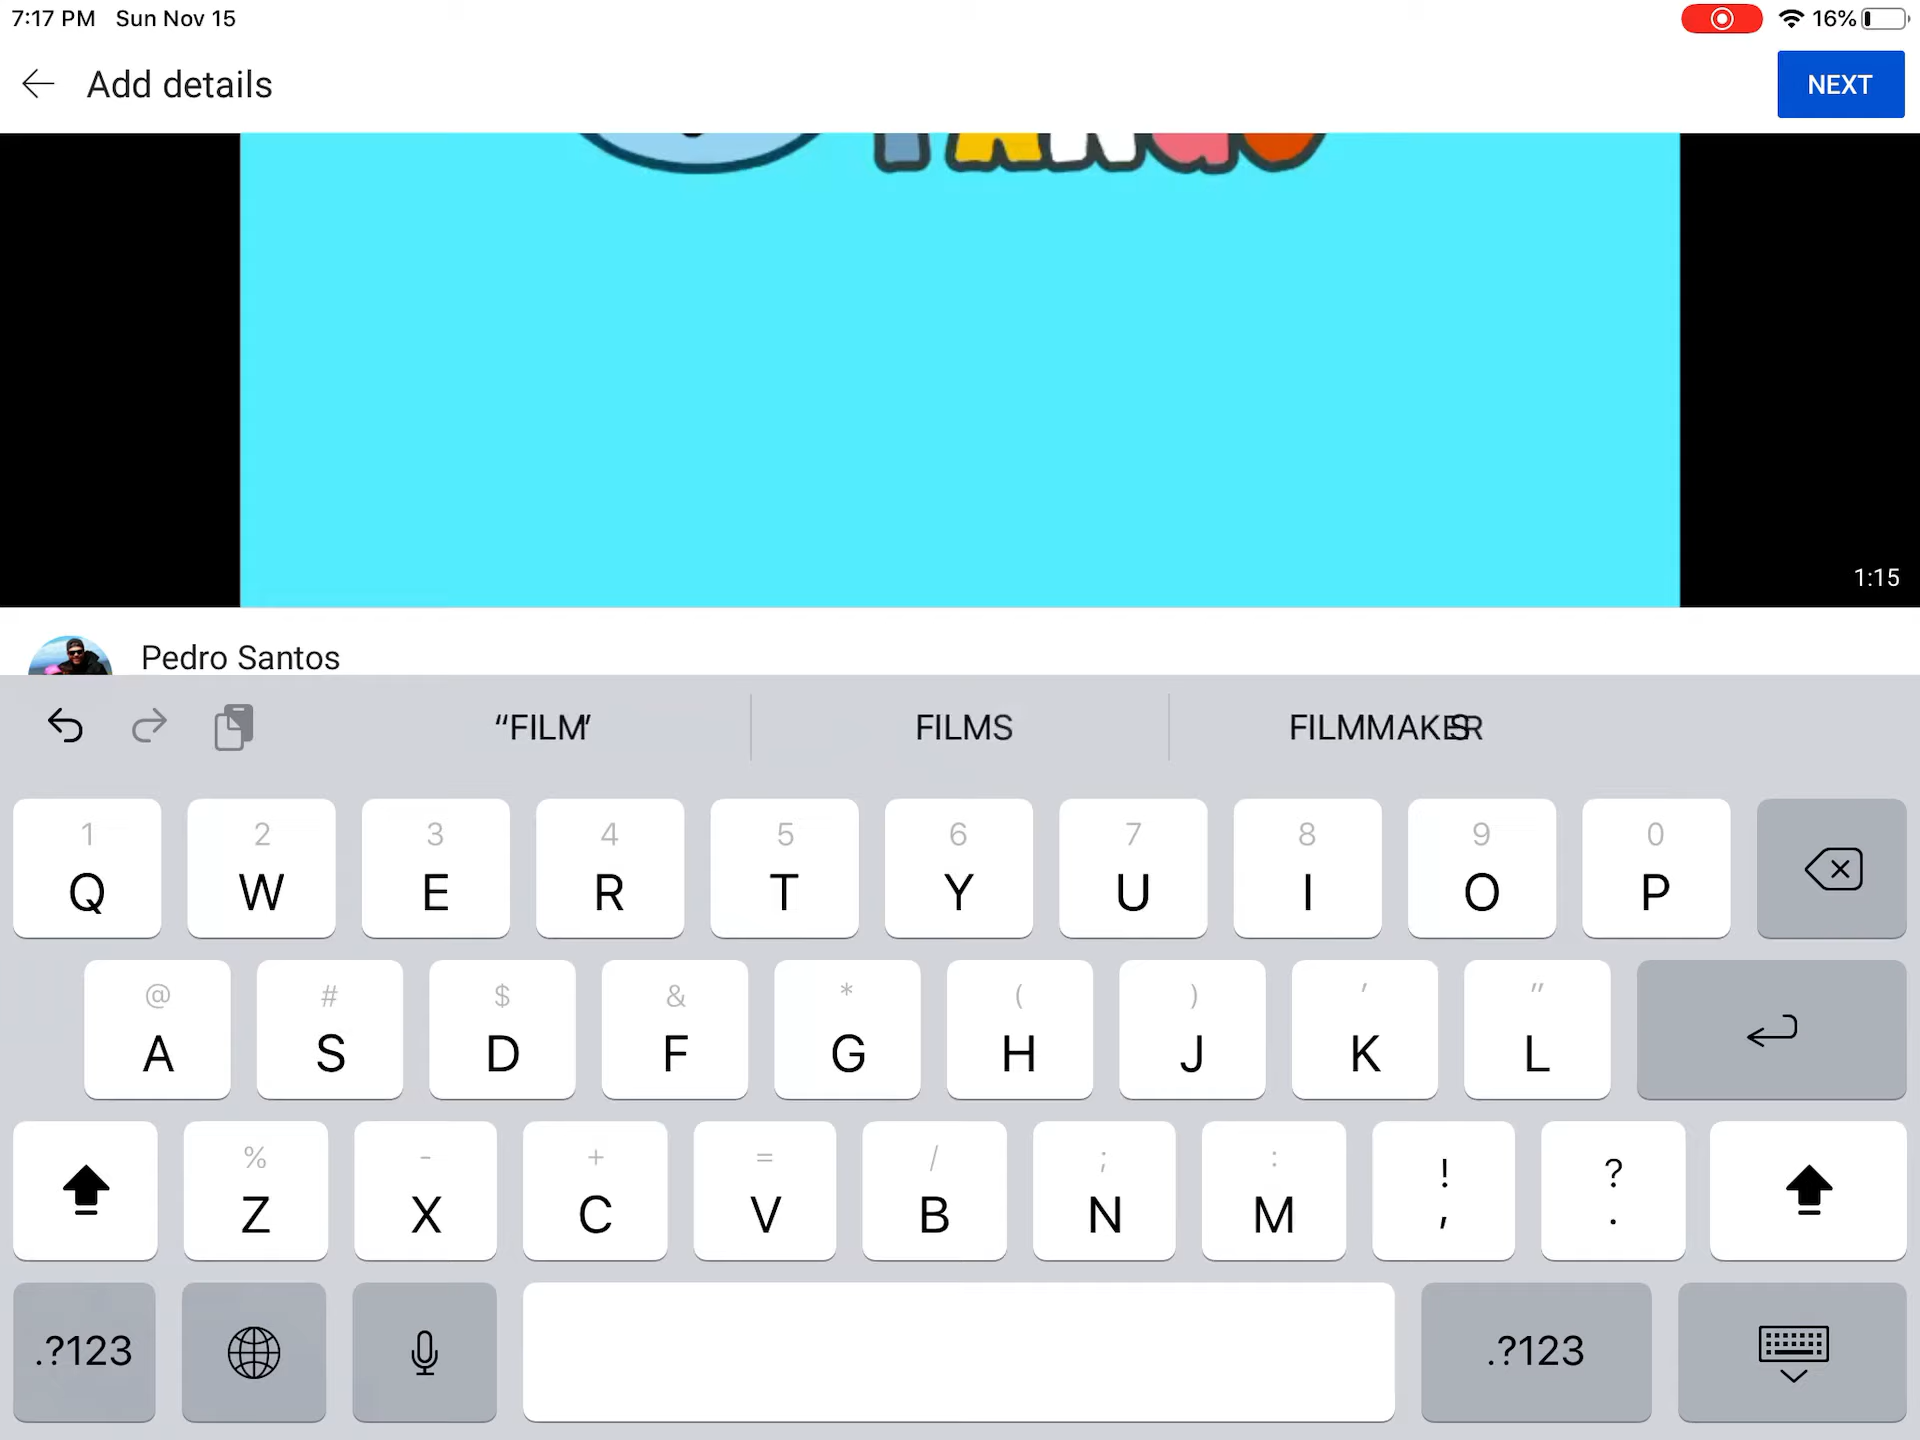 7:17 PM Sun Nov 15 16%
Add details NEXT
1:15
Pedro Santos
“FILM” FILMS FILMMAKER
1 2 3 4 5 6 7 8 9 0
Q W E R T Y U I O P
@ # $ & * ( ) ' "
A S D F G H J K L
% - + = / ; : ! ?
Z X C V B N M , .
.?123 .?123